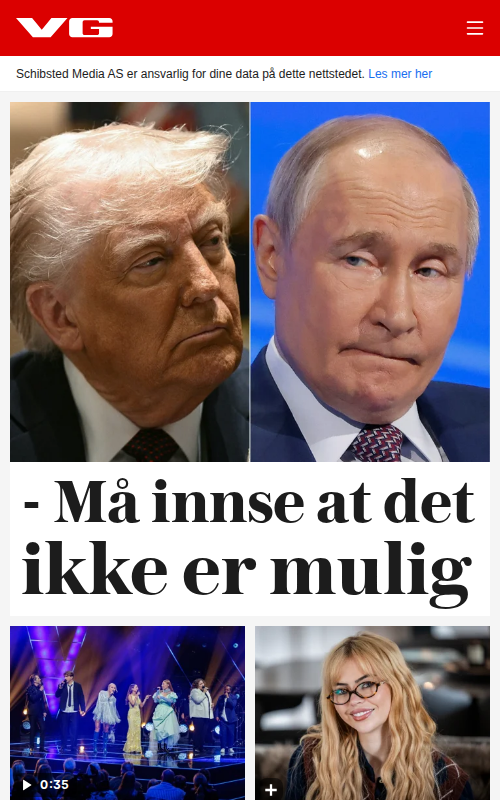 VG
Schibsted Media AS er ansvarlig for dine data på dette nettstedet. Les mer her
- Må innse at det
ikke er mulig
0:35